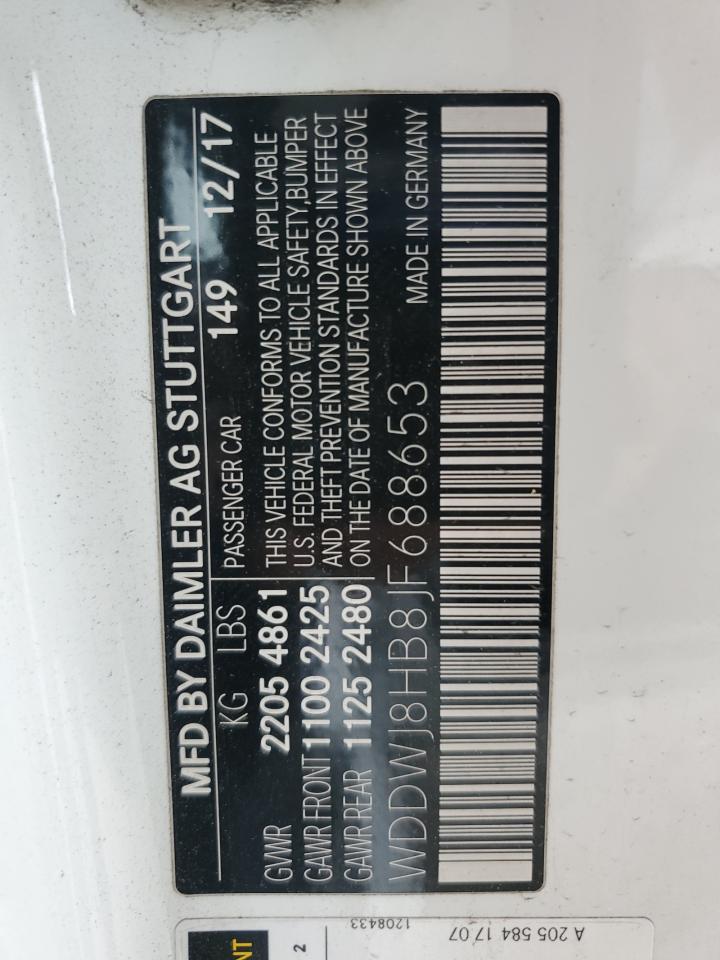 MFD BY DAIMLER AG STUTTGART
KG LBS PASSENGER CAR 149 12/17
GVWR 2205 4861 THIS VEHICLE CONFORMS TO ALL APPLICABLE
U.S. FEDERAL MOTOR VEHICLE SAFETY,BUMPER
GAWR FRONT 1100 2425 AND THEFT PREVENTION STANDARDS IN EFFECT
GAWR REAR 1125 2480 ON THE DATE OF MANUFACTURE SHOWN ABOVE
WDDWJ8HB8JF688653 MADE IN GERMANY
NT
2
1208433
A 205 584 17 07